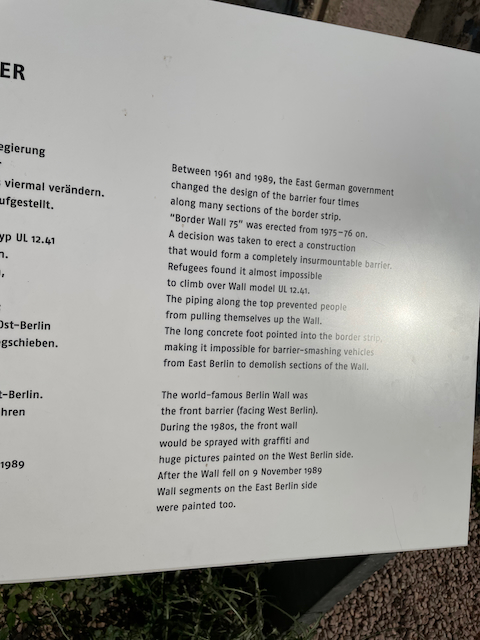 ER
egierung
viermal verändern.
ufgestellt.
yp UL 12.41
n.
Ost-Berlin
gschieben.
t-Berlin.
hren
1989
Between 1961 and 1989, the East German government
changed the design of the barrier four times
along many sections of the border strip.
"Border Wall 75" was erected from 1975–76 on.
A decision was taken to erect a construction
that would form a completely insurmountable barrier.
Refugees found it almost impossible
to climb over Wall model UL 12.41.
The piping along the top prevented people
from pulling themselves up the Wall.
The long concrete foot pointed into the border strip,
making it impossible for barrier-smashing vehicles
from East Berlin to demolish sections of the Wall.
The world-famous Berlin Wall was
the front barrier (facing West Berlin).
During the 1980s, the front wall
would be sprayed with graffiti and
huge pictures painted on the West Berlin side.
After the Wall fell on 9 November 1989
Wall segments on the East Berlin side
were painted too.